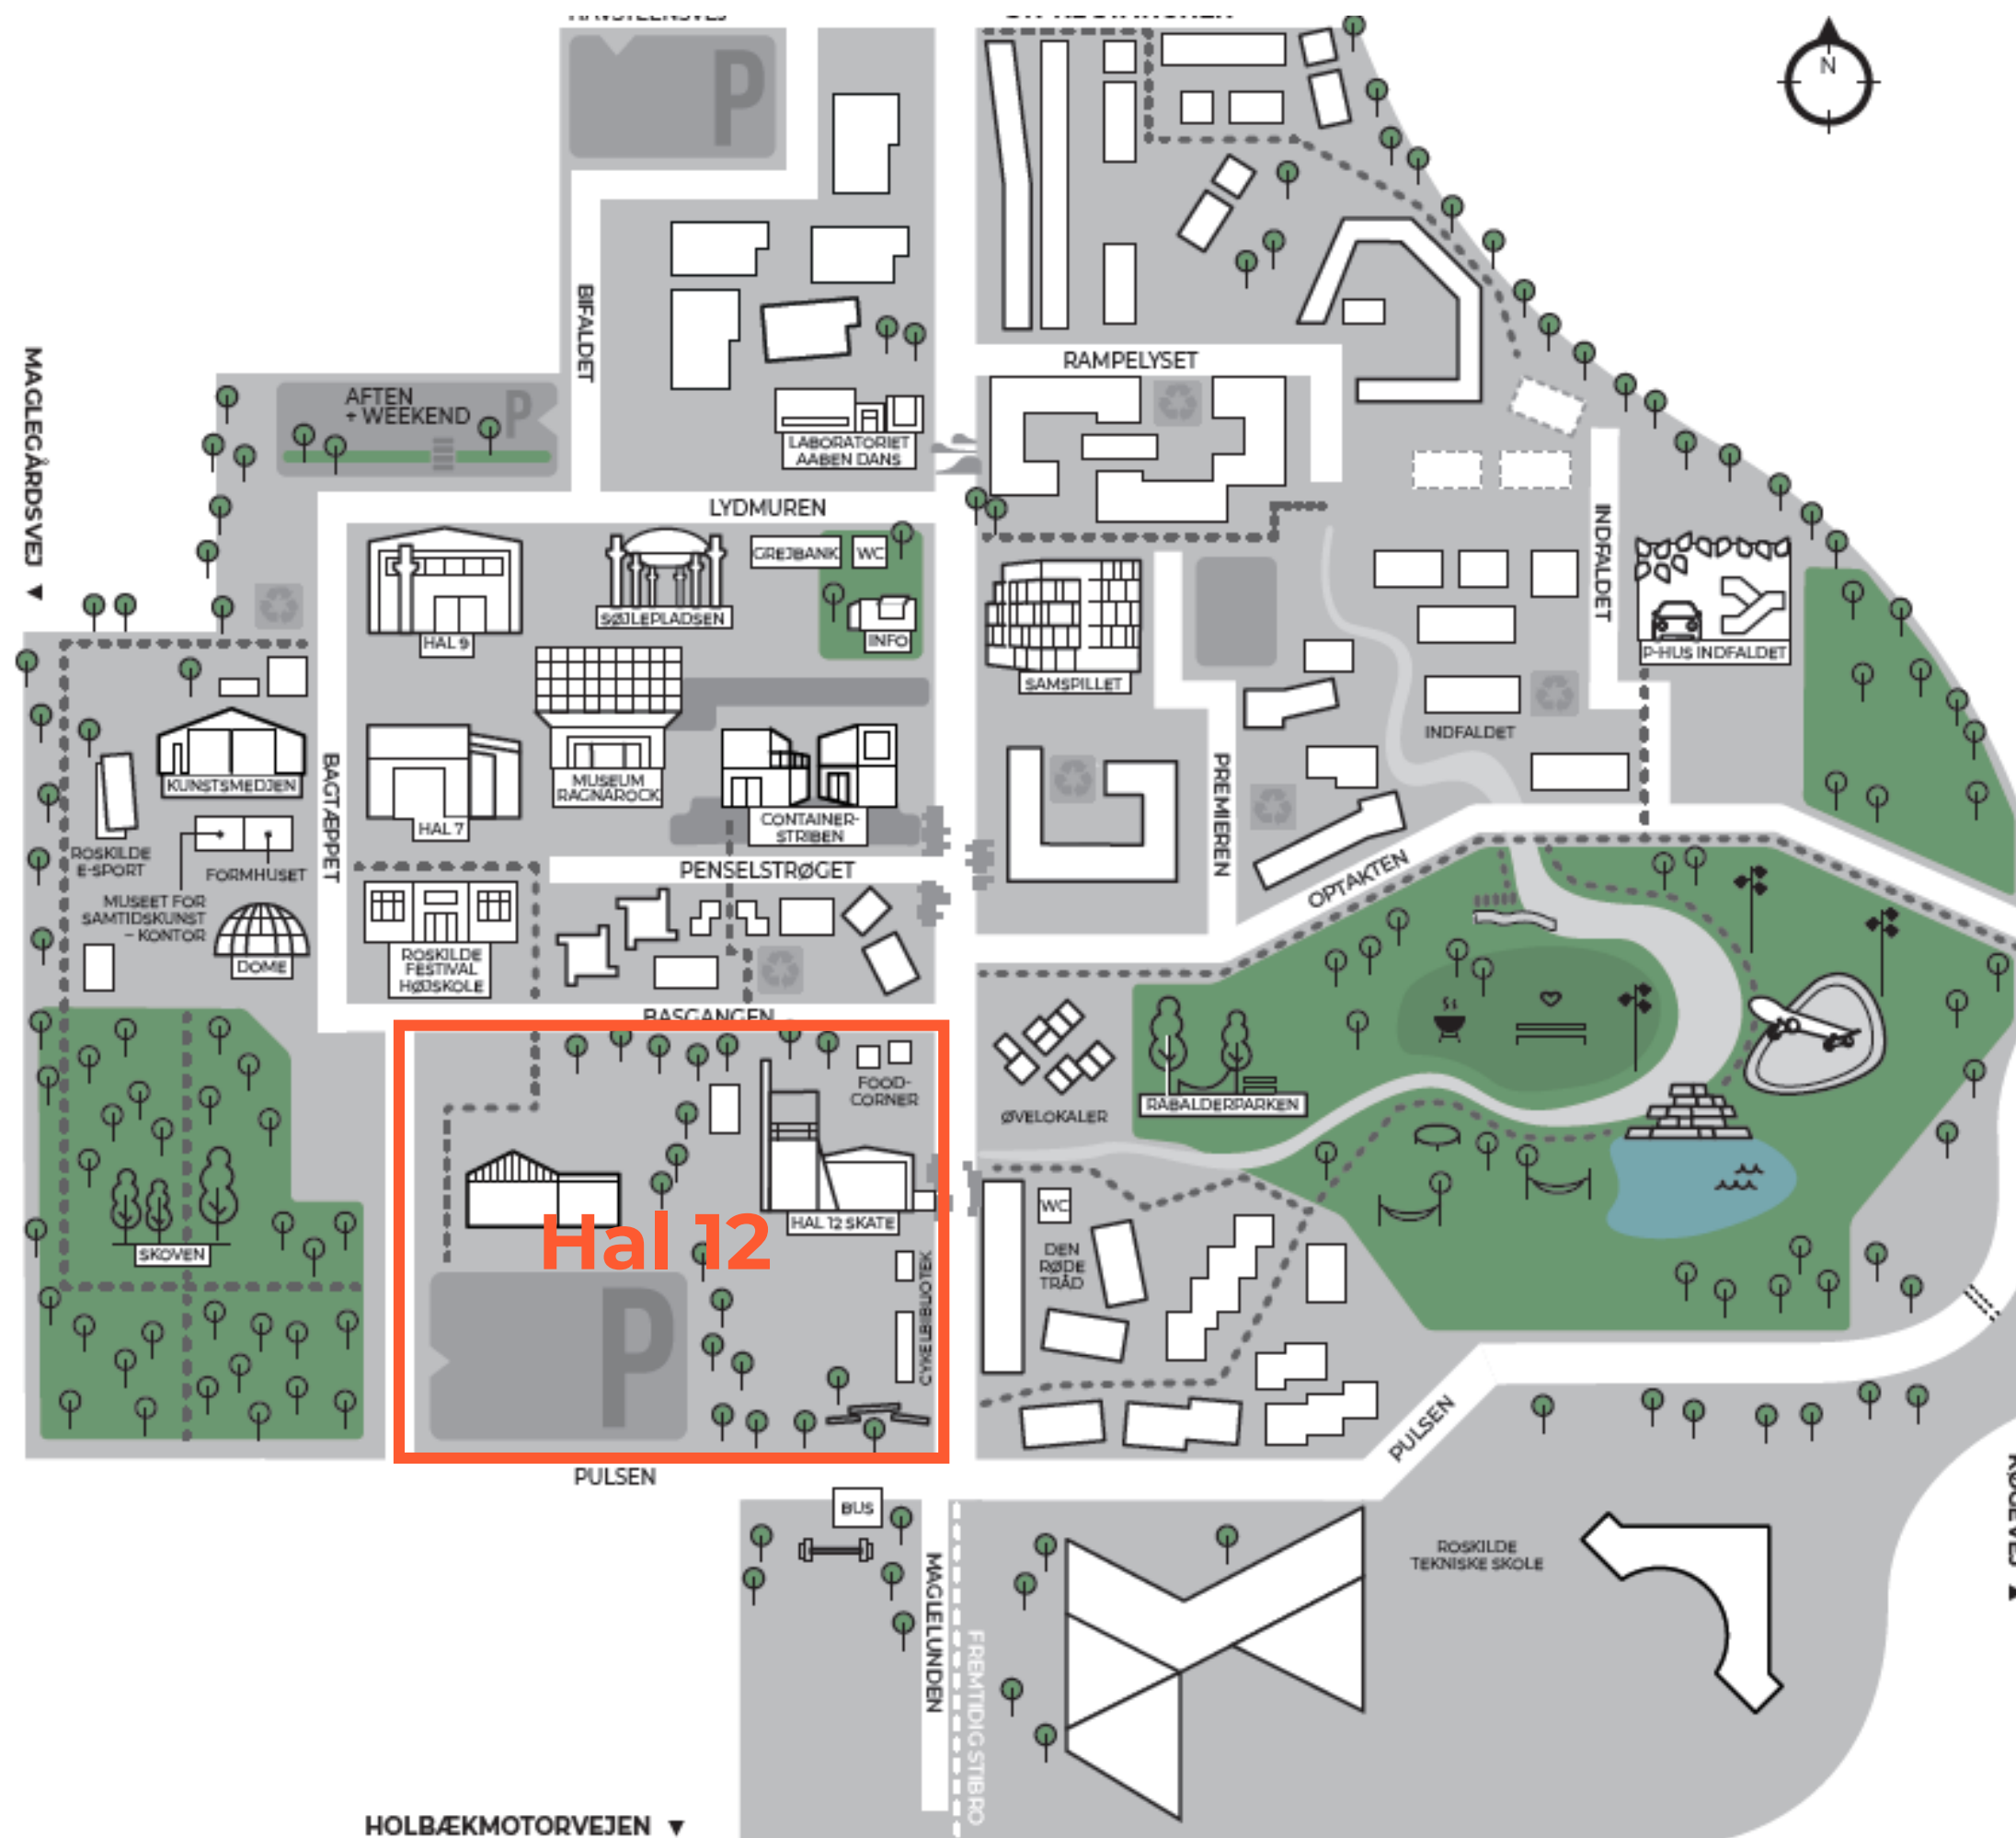 P
N
RAMPELYSET
BIFALDET
MAGLEGÅRDSVEJ ▼
AFTEN
+ WEEKEND
P
LABORATORIET
AABEN DANS
LYDMUREN
INDFALDET
HAL 9
SØJLEPLADSEN
GREJBANK
WC
INFO
SAMSPILLET
P-HUS INDFALDET
INDFALDET
KUNSTSMEDJEN
BAGTÆPPET
HAL 7
MUSEUM
RAGNAROCK
CONTAINER-
STRIBEN
PREMIEREN
ROSKILDE
E-SPORT
FORMHUSET
PENSELSTRØGET
OPTAKTEN
MUSEET FOR
SAMTIDSKUNST
– KONTOR
DOME
ROSKILDE
FESTIVAL
HØJSKOLE
BASGANGEN
FOOD-
CORNER
ØVELOKALER
RABALDERPARKEN
HAL 12 SKATE
Hal 12
WC
DEN
RØDE
TRÅD
SKOVEN
CYKELBIBLIOTEK
P
PULSEN
PULSEN
BUS
MAGLELUNDEN
FREMTIDIG STIBRO
ROSKILDE
TEKNISKE SKOLE
HOLBÆKMOTORVEJEN ▼